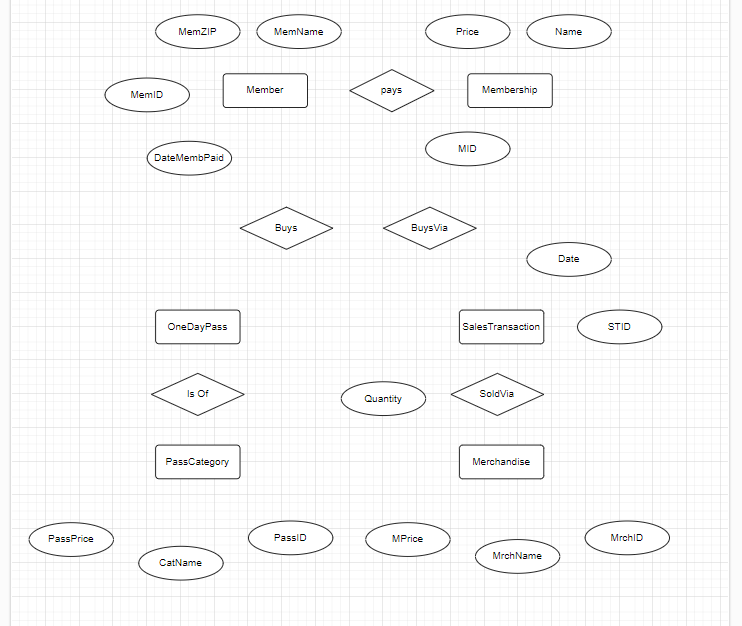 MemZIP
MemName
Price
Name
MemID
Member
pays
Membership
DateMembPaid
MID
Buys
BuysVia
Date
OneDayPass
SalesTransaction
STID
Is Of
Quantity
SoldVia
PassCategory
Merchandise
PassPrice
CatName
PassID
MPrice
MrchName
MrchID